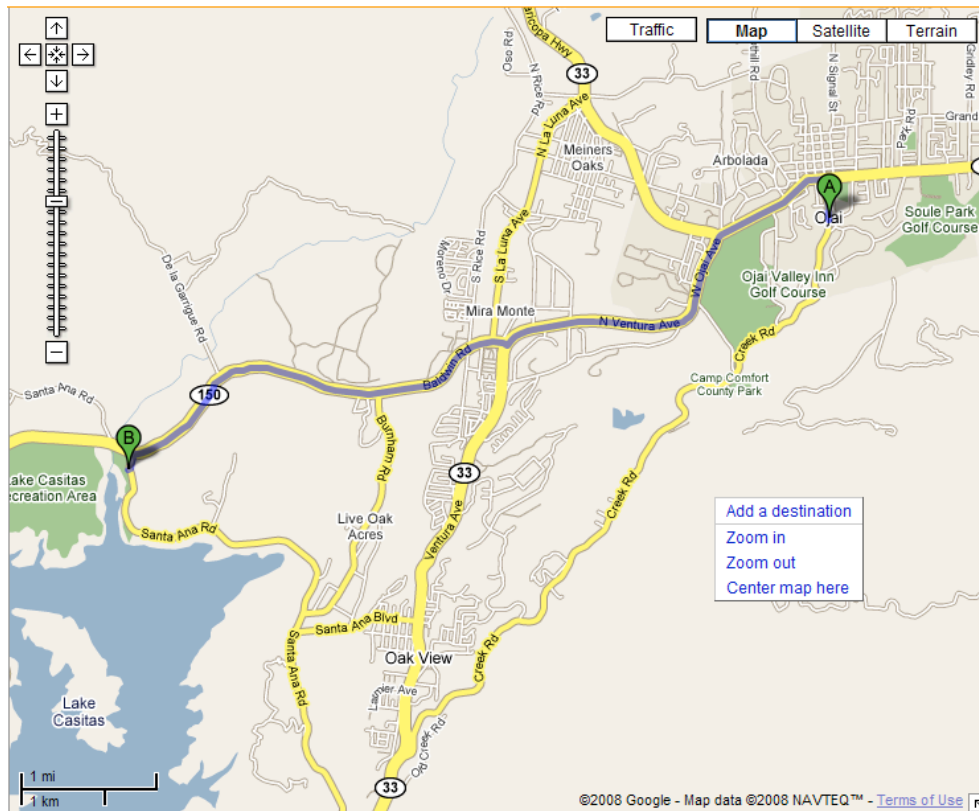 Traffic
Map
Satellite
Terrain
aricopa Hwy
33
Oso Rd
N Rice Rd
N La Luna Ave
Meiners
Oaks
Arbolada
N Signal St
Park Rd
Gridley Rd
Grand
A
Ojai
Soule Park
Golf Course
W Ojai Ave
Ojai Valley Inn
Golf Course
S La Luna Ave
S Rice Rd
Moreno Dr
De la Garrigue Rd
Mira Monte
N Ventura Ave
Baldwin Rd
Creek Rd
Camp Comfort
County Park
Santa Ana Rd
150
B
Burnham Rd
33
Lake Casitas
ecreation Area
Santa Ana Rd
Live Oak
Acres
Ventura Ave
Creek Rd
Add a destination
Zoom in
Zoom out
Center map here
Santa Ana Blvd
Santa Ana Rd
Oak View
Creek Rd
Larmier Ave
Old Creek Rd
Lake
Casitas
1 mi
1 km
33
©2008 Google - Map data ©2008 NAVTEQ™ - Terms of Use